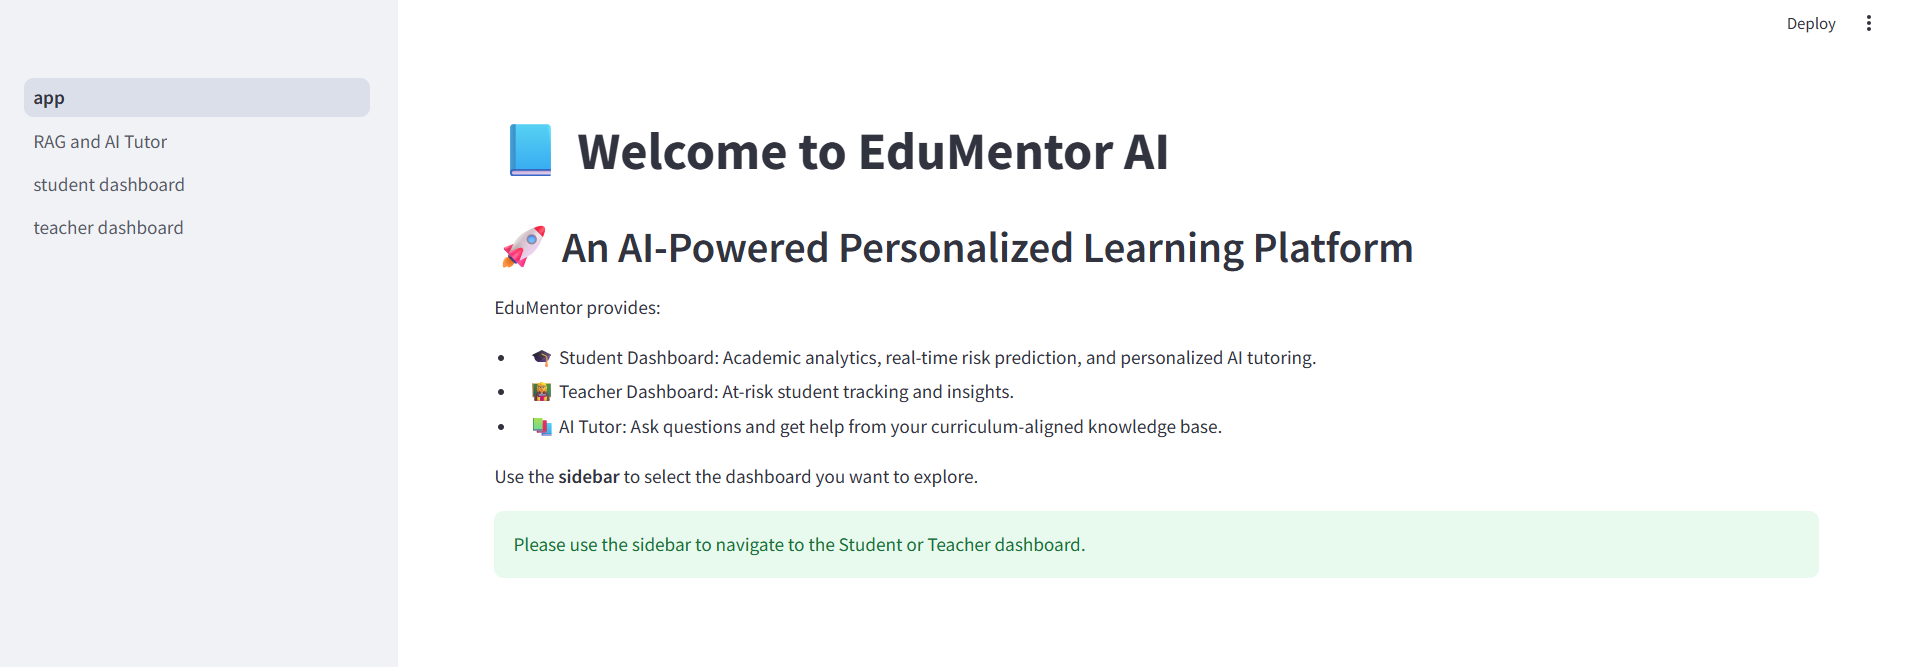 Deploy
app
RAG and AI Tutor
student dashboard
teacher dashboard
Welcome to EduMentor AI
An AI-Powered Personalized Learning Platform
EduMentor provides:
Student Dashboard: Academic analytics, real-time risk prediction, and personalized AI tutoring.
Teacher Dashboard: At-risk student tracking and insights.
AI Tutor: Ask questions and get help from your curriculum-aligned knowledge base.
Use the sidebar to select the dashboard you want to explore.
Please use the sidebar to navigate to the Student or Teacher dashboard.